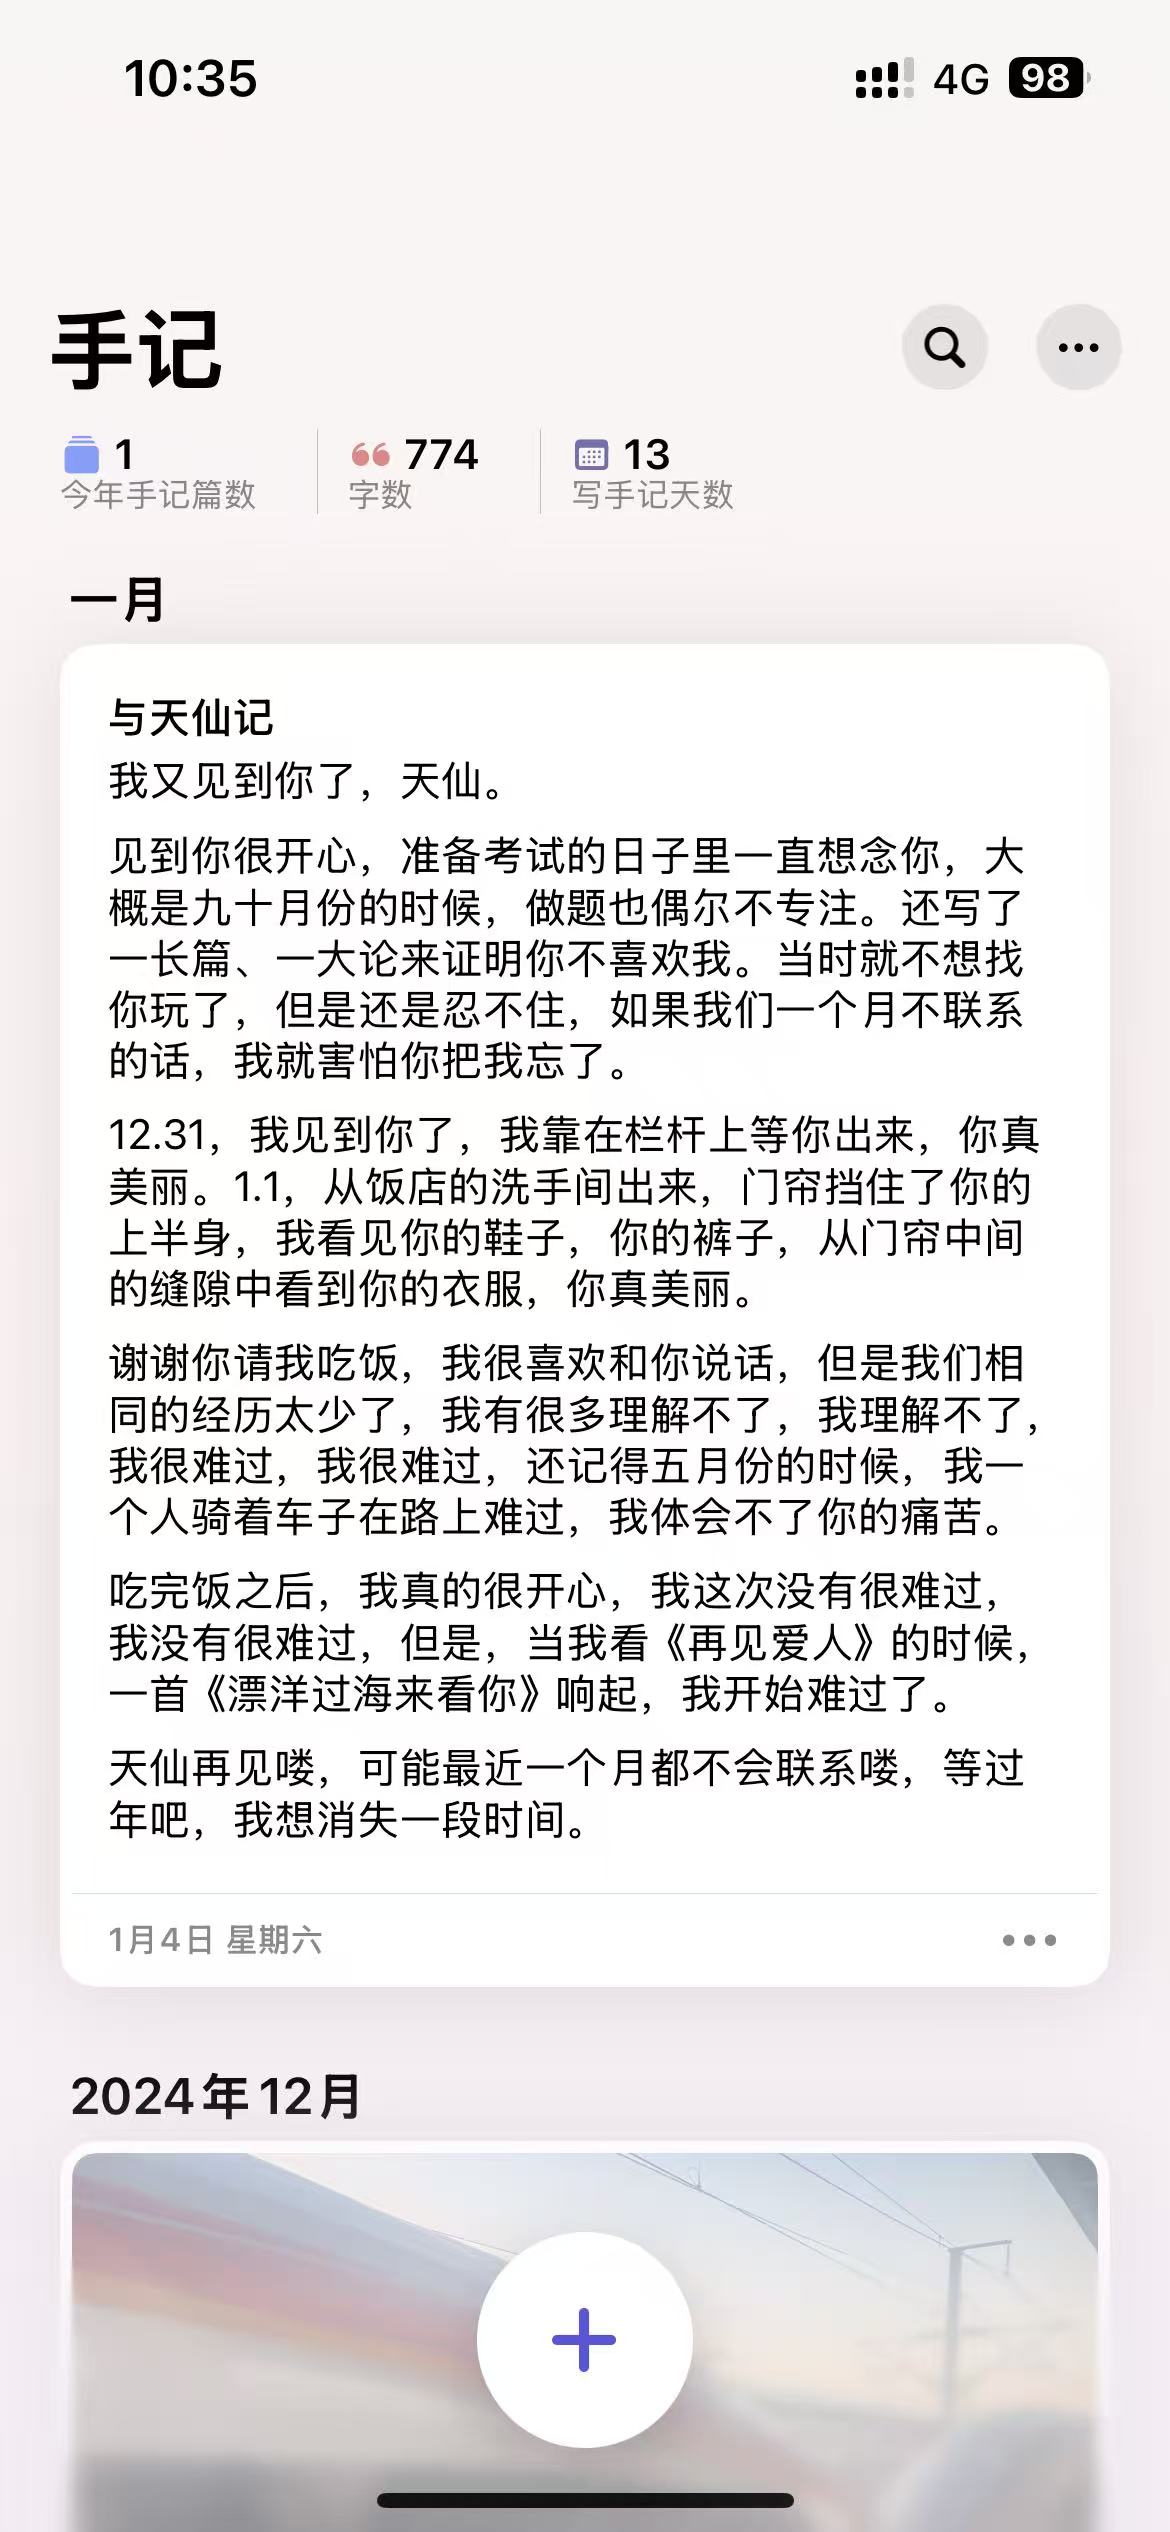 10:35
4G 98
手记
1
今年手记篇数
774
字数
13
写手记天数
一月
与天仙记
我又见到你了，天仙。
见到你很开心，准备考试的日子里一直想念你，大
概是九十月份的时候，做题也偶尔不专注。还写了
一长篇、一大论来证明你不喜欢我。当时就不想找
你玩了，但是还是忍不住，如果我们一个月不联系
的话，我就害怕你把我忘了。
12.31，我见到你了，我靠在栏杆上等你出来，你真
美丽。1.1，从饭店的洗手间出来，门帘挡住了你的
上半身，我看见你的鞋子，你的裤子，从门帘中间
的缝隙中看到你的衣服，你真美丽。
谢谢你请我吃饭，我很喜欢和你说话，但是我们相
同的经历太少了，我有很多理解不了，我理解不了，
我很难过，我很难过，还记得五月份的时候，我一
个人骑着车子在路上难过，我体会不了你的痛苦。
吃完饭之后，我真的很开心，我这次没有很难过，
我没有很难过，但是，当我看《再见爱人》的时候，
一首《漂洋过海来看你》响起，我开始难过了。
天仙再见喽，可能最近一个月都不会联系喽，等过
年吧，我想消失一段时间。
1月4日 星期六
2024年12月